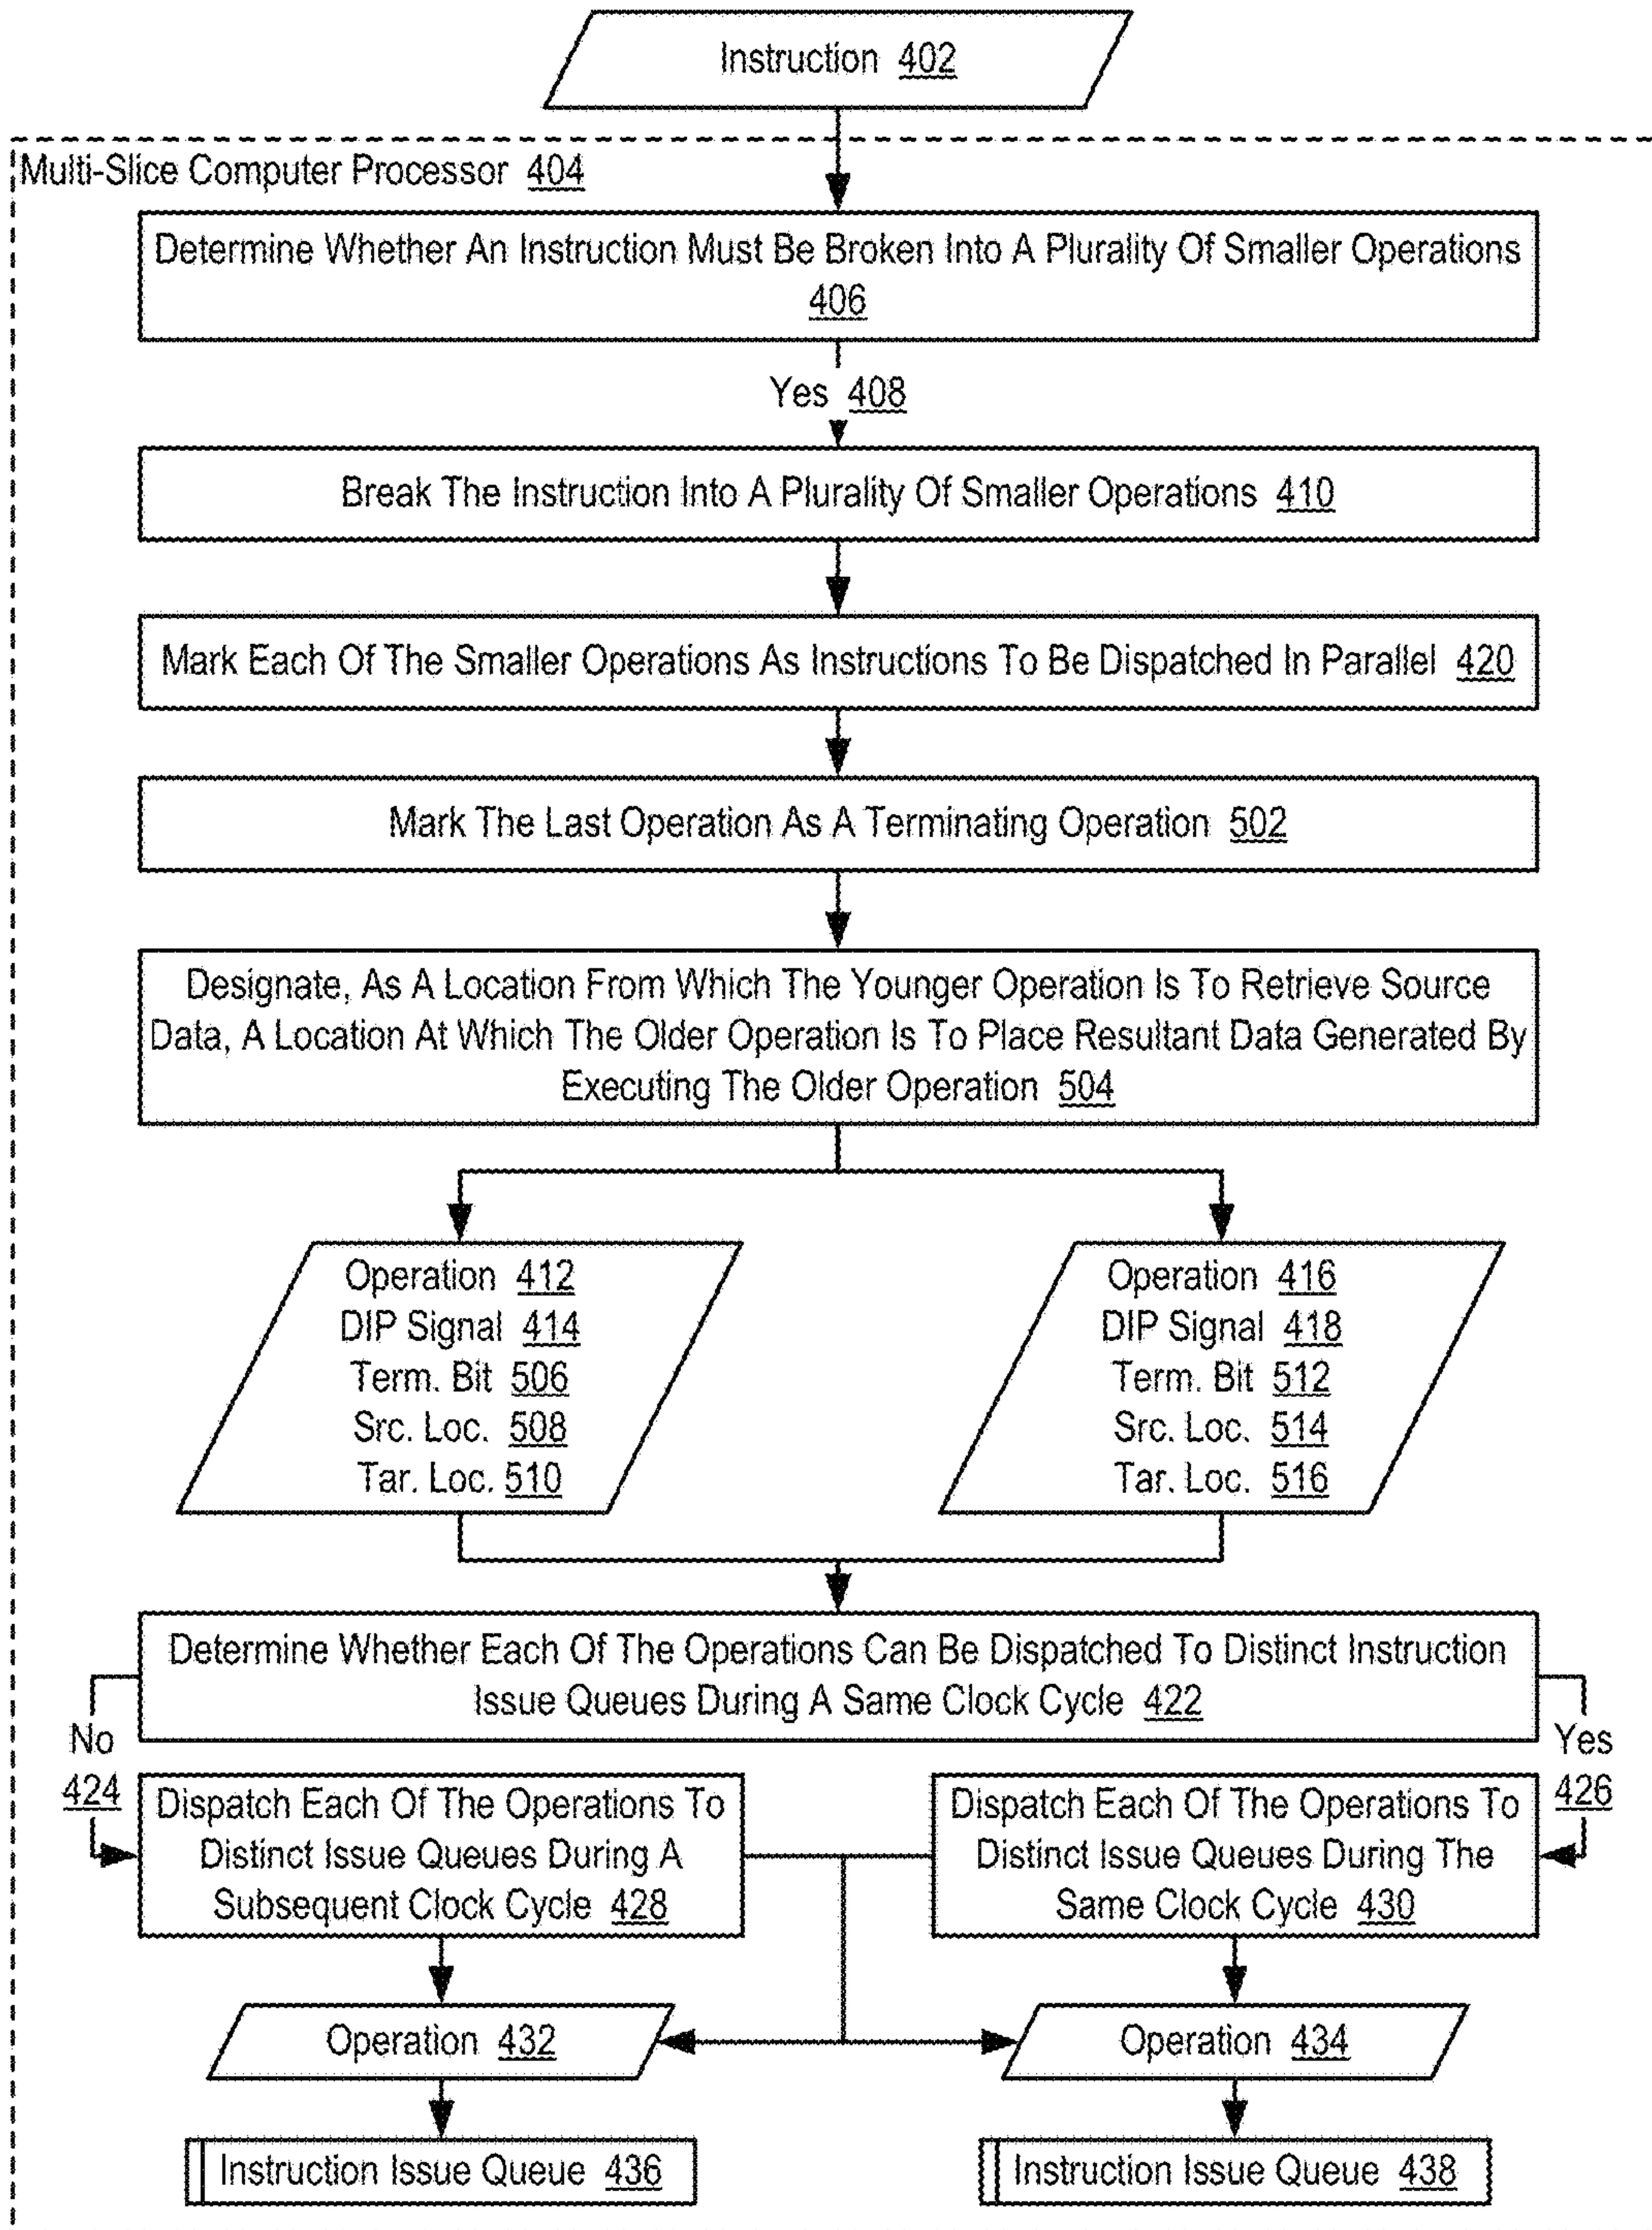 Instruction 402
Multi-Slice Computer Processor 404
Determine Whether An Instruction Must Be Broken Into A Plurality Of Smaller Operations
406
Yes 408
Break The Instruction Into A Plurality Of Smaller Operations 410
Mark Each Of The Smaller Operations As Instructions To Be Dispatched In Parallel 420
Mark The Last Operation As A Terminating Operation 502
Designate, As A Location From Which The Younger Operation Is To Retrieve Source
Data, A Location At Which The Older Operation Is To Place Resultant Data Generated By
Executing The Older Operation 504
Operation 412
DIP Signal 414
Term. Bit 506
Src. Loc. 508
Tar. Loc. 510
Operation 416
DIP Signal 418
Term. Bit 512
Src. Loc. 514
Tar. Loc. 516
Determine Whether Each Of The Operations Can Be Dispatched To Distinct Instruction
Issue Queues During A Same Clock Cycle 422
No
424
Yes
426
Dispatch Each Of The Operations To
Distinct Issue Queues During A
Subsequent Clock Cycle 428
Dispatch Each Of The Operations To
Distinct Issue Queues During The
Same Clock Cycle 430
Operation 432
Operation 434
Instruction Issue Queue 436
Instruction Issue Queue 438